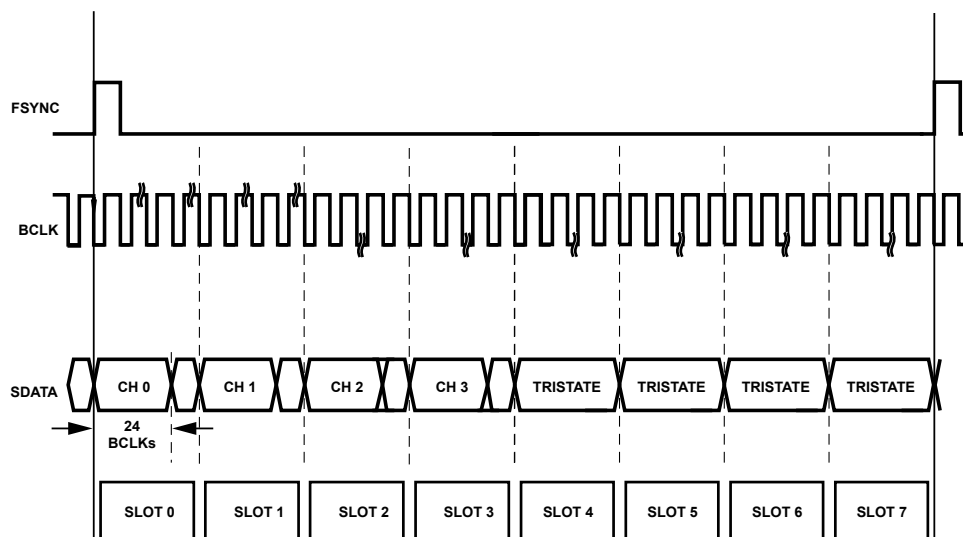 FSYNC
BCLK
SDATA
CH 0
CH 1
CH 2
CH 3
TRISTATE
TRISTATE
TRISTATE
TRISTATE
24
BCLKs
SLOT 0
SLOT 1
SLOT 2
SLOT 3
SLOT 4
SLOT 5
SLOT 6
SLOT 7